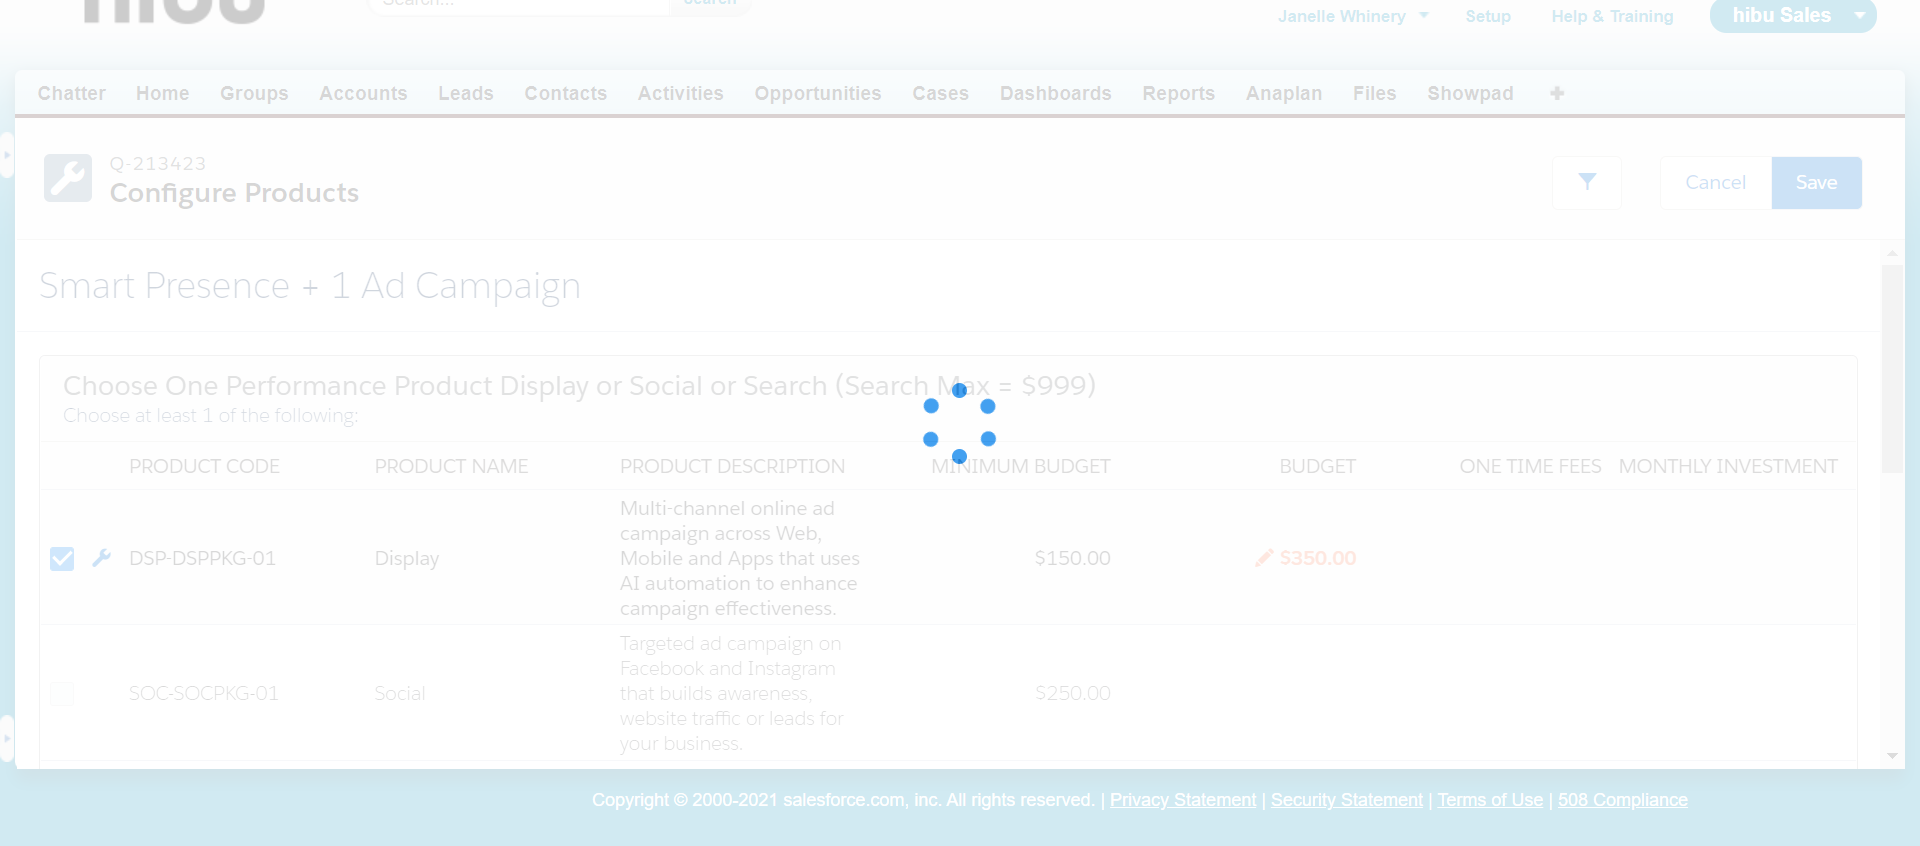 hibu
Search...
Search
Janelle Whinery
Setup
Help & Training
hibu Sales
Chatter Home Groups Accounts Leads Contacts Activities Opportunities Cases Dashboards Reports Anaplan Files Showpad
Q-213423
Configure Products
Cancel
Save
Smart Presence + 1 Ad Campaign
Choose One Performance Product Display or Social or Search (Search Max = $999)
Choose at least 1 of the following:
PRODUCT CODE PRODUCT NAME PRODUCT DESCRIPTION MINIMUM BUDGET BUDGET ONE TIME FEES MONTHLY INVESTMENT
DSP-DSPPKG-01
Display
Multi-channel online ad
campaign across Web,
Mobile and Apps that uses
AI automation to enhance
campaign effectiveness.
$150.00
$350.00
SOC-SOCPKG-01
Social
Targeted ad campaign on
Facebook and Instagram
that builds awareness,
website traffic or leads for
your business.
$250.00
Copyright © 2000-2021 salesforce.com, inc. All rights reserved. | Privacy Statement | Security Statement | Terms of Use | 508 Compliance